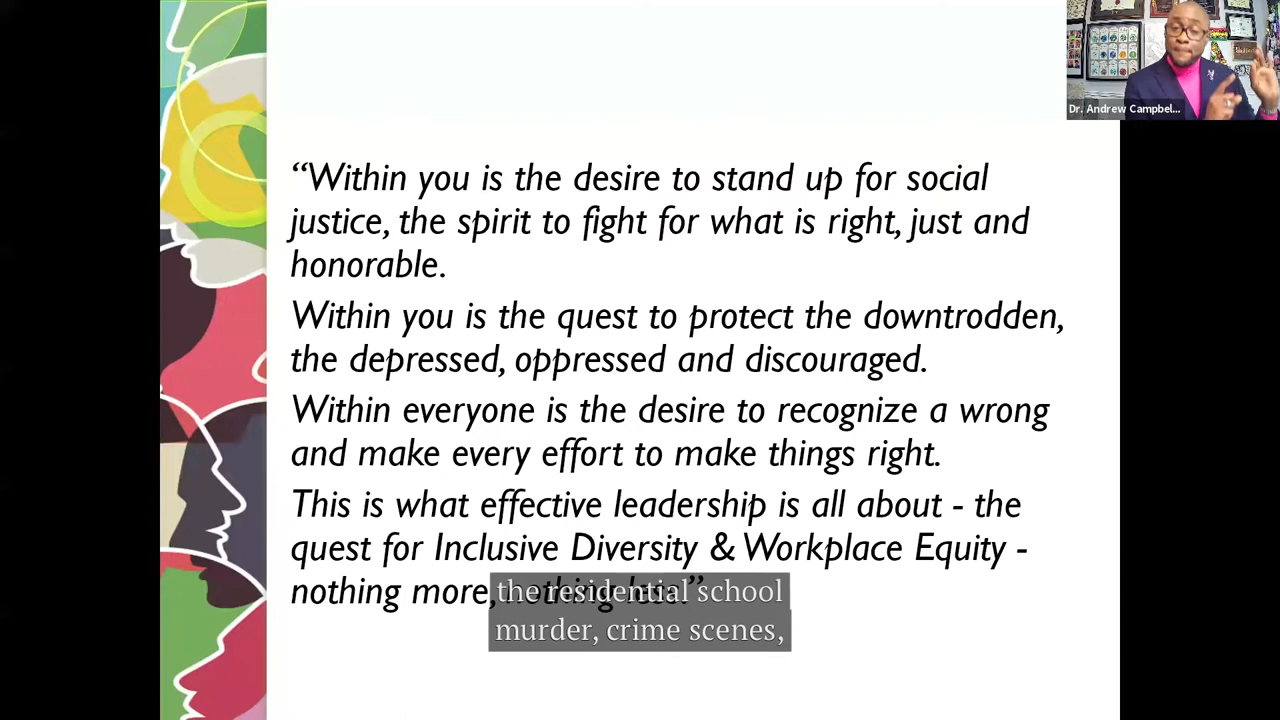 Dr. Andrew Campbel...
“Within you is the desire to stand up for social
justice, the spirit to fight for what is right, just and
honorable.
Within you is the quest to protect the downtrodden,
the depressed, oppressed and discouraged.
Within everyone is the desire to recognize a wrong
and make every effort to make things right.
This is what effective leadership is all about - the
quest for Inclusive Diversity & Workplace Equity -
nothing more, nothing less.”
the residential school
murder, crime scenes,